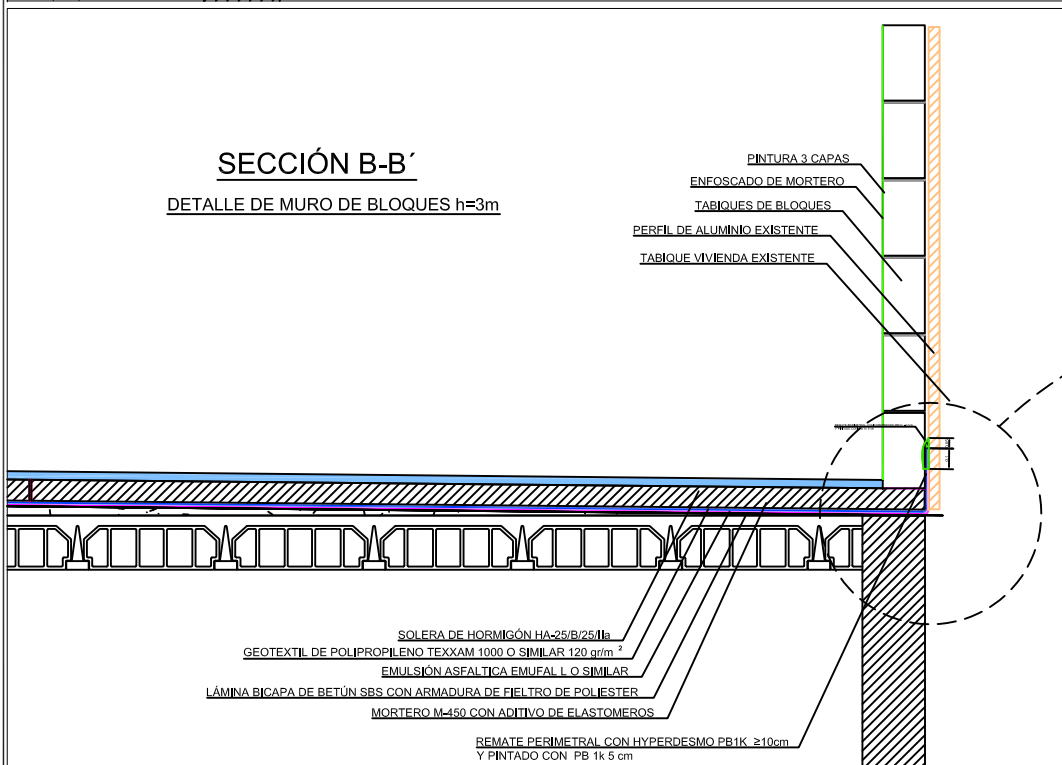 SECCIÓN B-B´
DETALLE DE MURO DE BLOQUES h=3m
PINTURA 3 CAPAS
ENFOSCADO DE MORTERO
TABIQUES DE BLOQUES
PERFIL DE ALUMINIO EXISTENTE
TABIQUE VIVIENDA EXISTENTE
SOLERA DE HORMIGÓN HA-25/B/25/IIa
GEOTEXTIL DE POLIPROPILENO TEXXAM 1000 O SIMILAR 120 gr/m ²
EMULSIÓN ASFALTICA EMUFAL L O SIMILAR
LÁMINA BICAPA DE BETÚN SBS CON ARMADURA DE FIELTRO DE POLIESTER
MORTERO M-450 CON ADITIVO DE ELASTOMEROS
REMATE PERIMETRAL CON HYPERDESMO PB1K ≥10cm
Y PINTADO CON PB 1k 5 cm